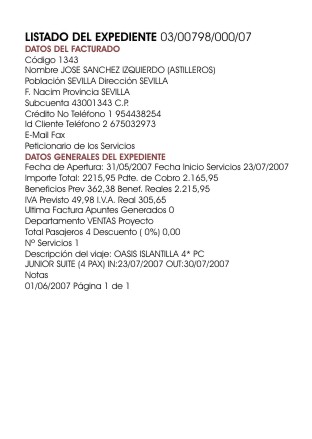 LISTADO DEL EXPEDIENTE 03/00798/000/07
DATOS DEL FACTURADO
Código 1343
Nombre JOSE SANCHEZ IZQUIERDO (ASTILLEROS)
Población SEVILLA Dirección SEVILLA
F. Nacim Provincia SEVILLA
Subcuenta 43001343 C.P.
Crédito No Teléfono 1 954438254
Id Cliente Teléfono 2 675032973
E-Mail Fax
Peticionario de los Servicios
DATOS GENERALES DEL EXPEDIENTE
Fecha de Apertura: 31/05/2007 Fecha Inicio Servicios 23/07/2007
Importe Total: 2215,95 Pdte. de Cobro 2.165,95
Beneficios Prev 362,38 Benef. Reales 2.215,95
IVA Previsto 49,98 I.V.A. Real 305,65
Ultima Factura Apuntes Generados 0
Departamento VENTAS Proyecto
Total Pasajeros 4 Descuento ( 0%) 0,00
Nº Servicios 1
Descripción del viaje: OASIS ISLANTILLA 4* PC
JUNIOR SUITE (4 PAX) IN:23/07/2007 OUT:30/07/2007
Notas
01/06/2007 Página 1 de 1